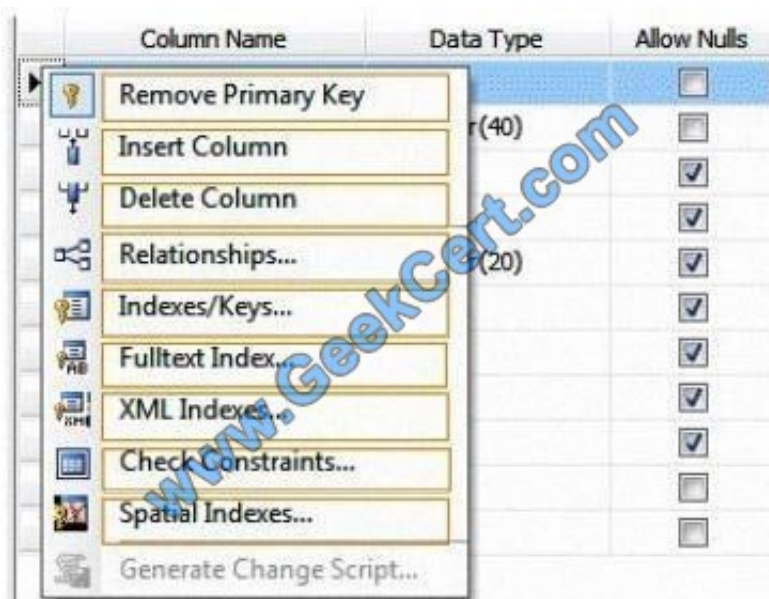 Column Name Data Type Allow Nulls
Remove Primary Key
r(40)
Insert Column
Delete Column
Relationships...
(20)
Indexes/Keys...
Fulltext Index...
XML Indexes...
Check Constraints...
Spatial Indexes...
Generate Change Script...
www.GeekCert.com